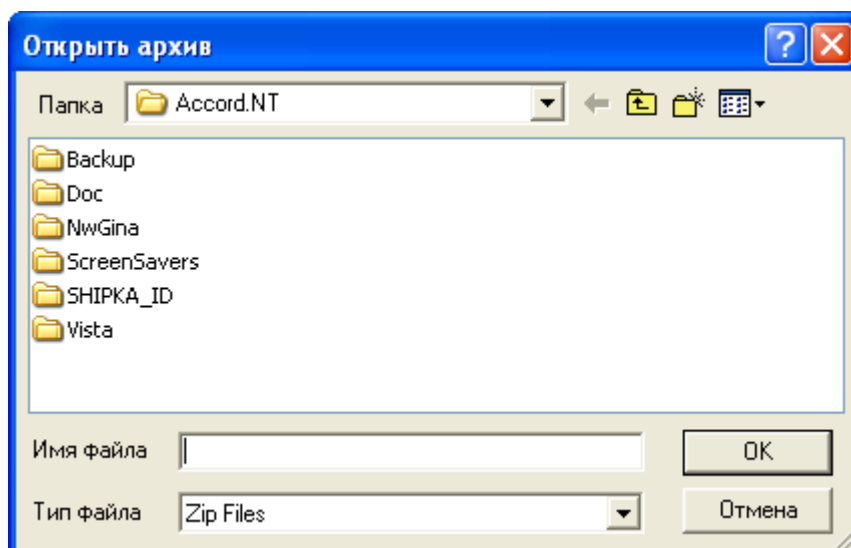 Открыть архив
Папка Accord.NT
Backup
Doc
NwGina
ScreenSavers
SHIPKA_ID
Vista
Имя файла OK
Тип файла Zip Files Отмена